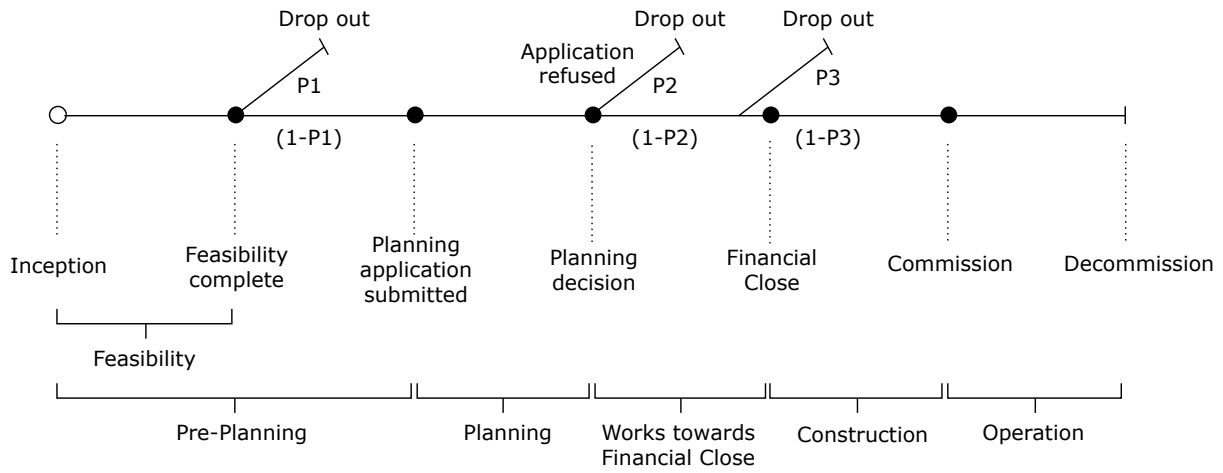 Drop out
Drop out
Drop out
Application
refused
P1
P2
P3
(1-P1)
(1-P2)
(1-P3)
Inception
Feasibility
complete
Planning
application
submitted
Planning
decision
Financial
Close
Commission
Decommission
Feasibility
Pre-Planning
Planning
Works towards
Financial Close
Construction
Operation